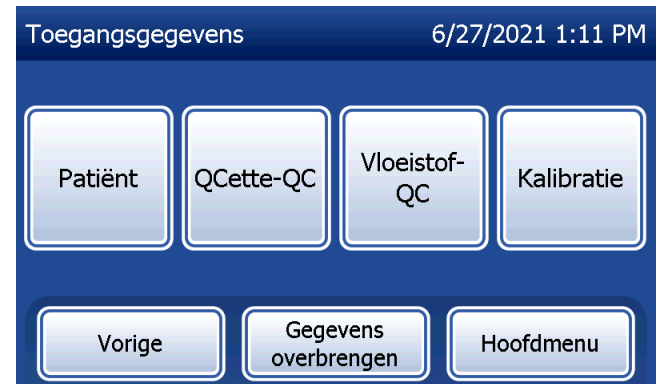 Toegangsgegevens 6/27/2021 1:11 PM
Patiënt
QCette-QC
Vloeistof-
QC
Kalibratie
Vorige
Gegevens
overbrengen
Hoofdmenu